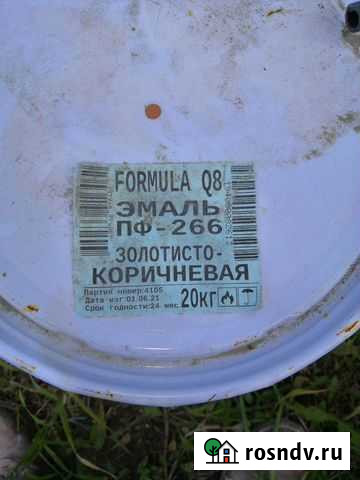 FORMULA Q8
ЭМАЛЬ
ПФ-266
ЗОЛОТИСТО-
КОРИЧНЕВАЯ
Партия номер:4105
Дата изг:03.06.21
Срок годности:24 мес.
20кг
rosndv.ru